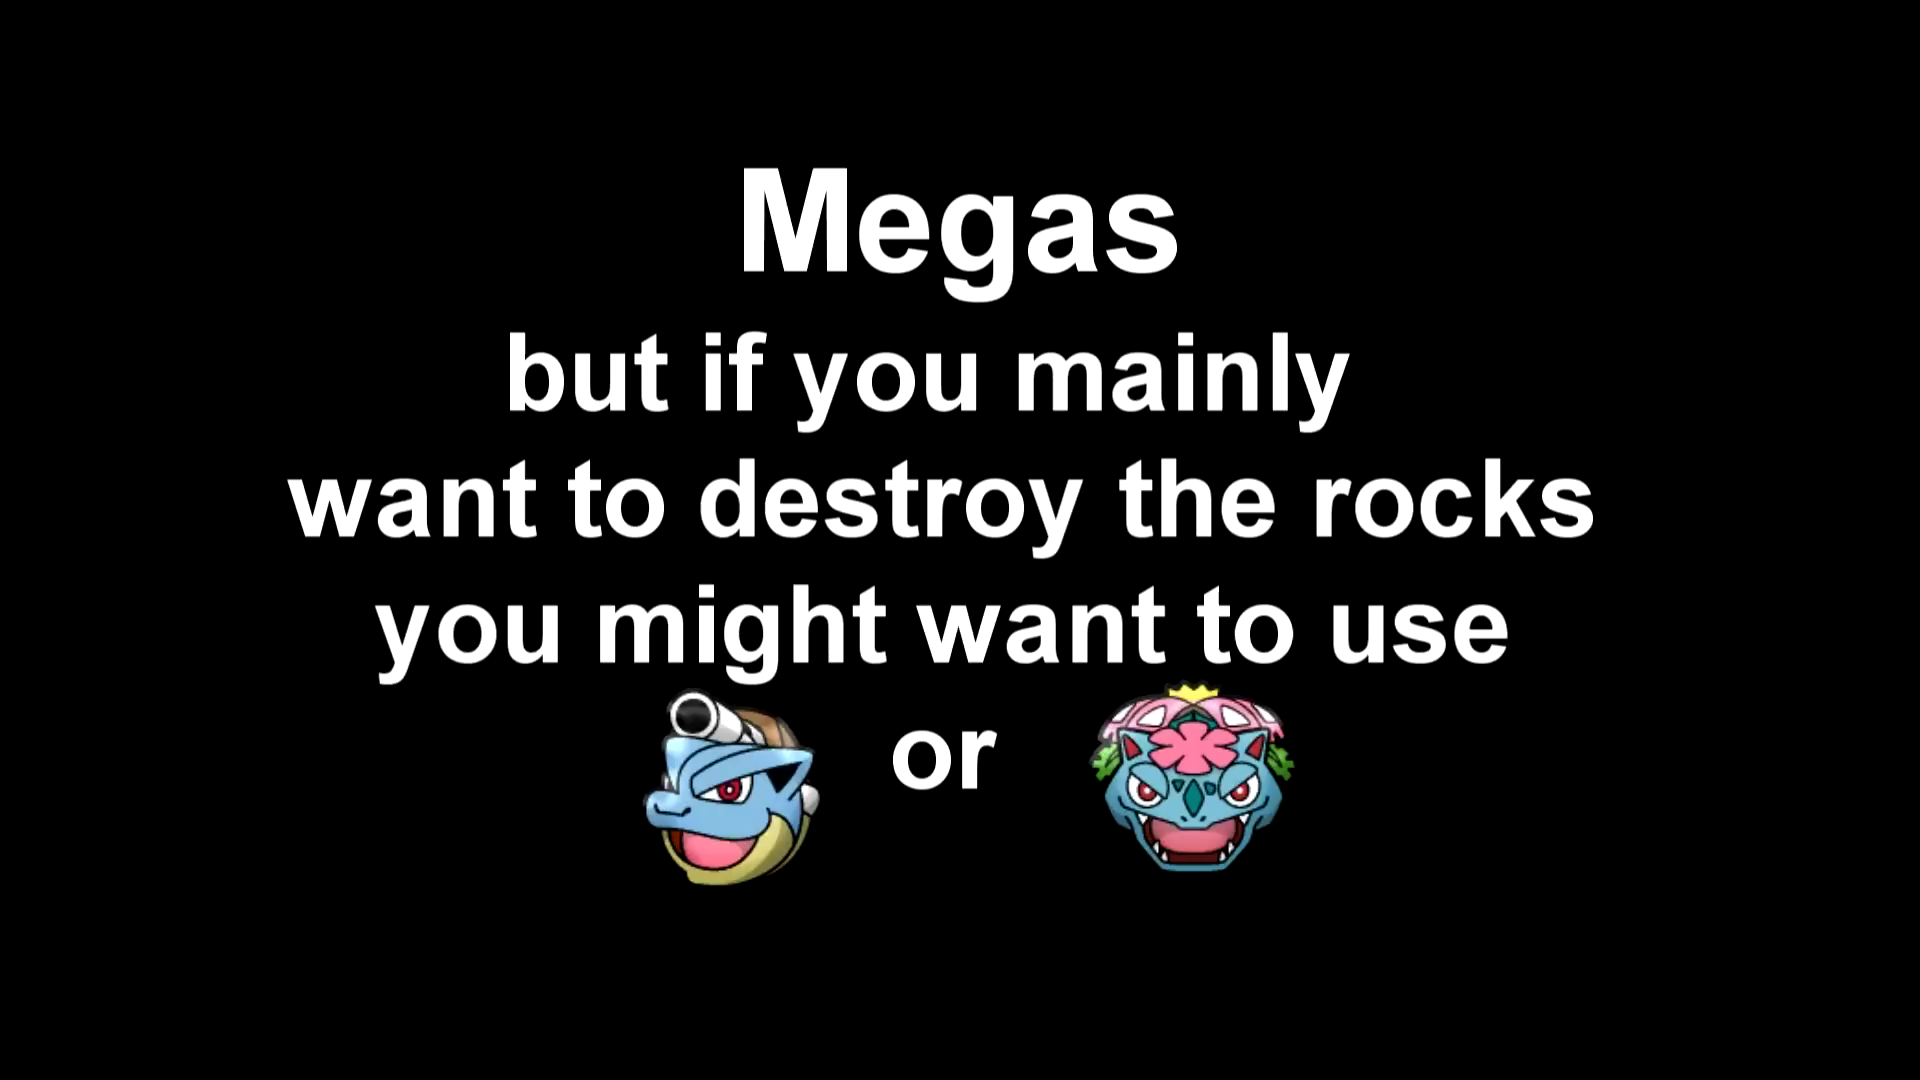 Megas
but if you mainly
want to destroy the rocks
you might want to use
or